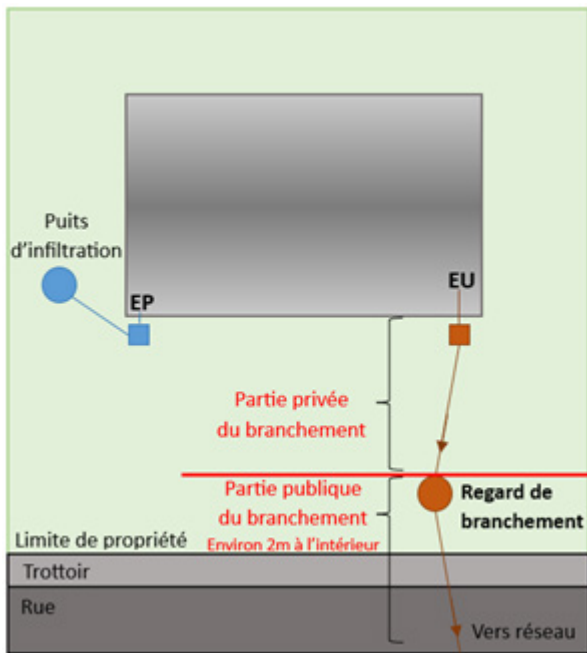 Puits
d'infiltration
EP
EU
Partie privée
du branchement
Partie publique
du branchement
Environ 2m à l'intérieur
Regard de
branchement
Limite de propriété
Trottoir
Rue
Vers réseau